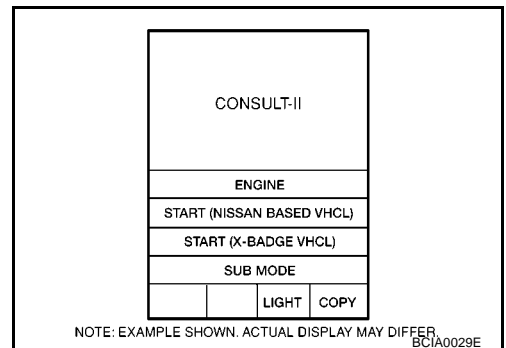 CONSULT-II
ENGINE
START (NISSAN BASED VHCL)
START (X-BADGE VHCL)
SUB MODE
LIGHT COPY
NOTE: EXAMPLE SHOWN. ACTUAL DISPLAY MAY DIFFER.
BCIA0029E